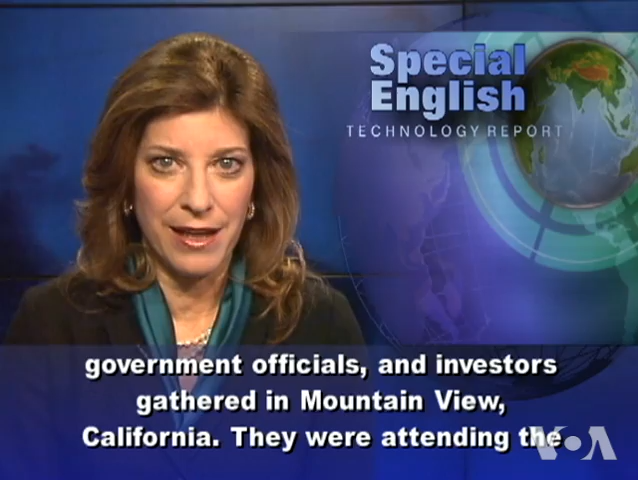 Special
English
TECHNOLOGY REPORT
government officials, and investors
gathered in Mountain View,
California. They were attending the
VOA